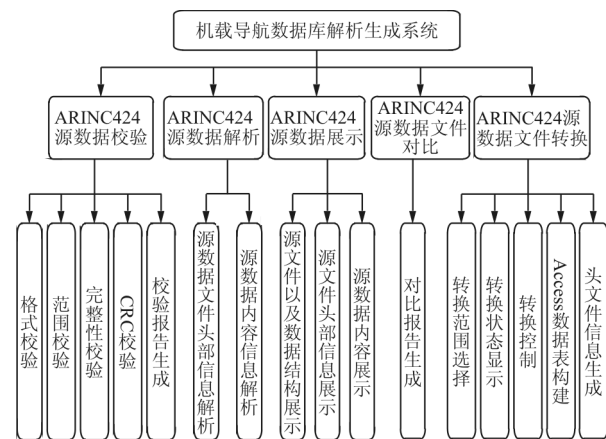 机载导航数据库解析生成系统
ARINC424
源数据校验
ARINC424
源数据解析
ARINC424
源数据展示
ARINC424
源数据文件
对比
ARINC424源
数据文件转换
格式校验
范围校验
完整性校验
CRC校验
校验报告生成
源数据文件头部信息解析
源数据内容信息解析
源文件以及数据结构展示
源文件头部信息展示
源数据内容展示
对比报告生成
转换范围选择
转换状态显示
转换控制
Access数据表构建
头文件信息生成